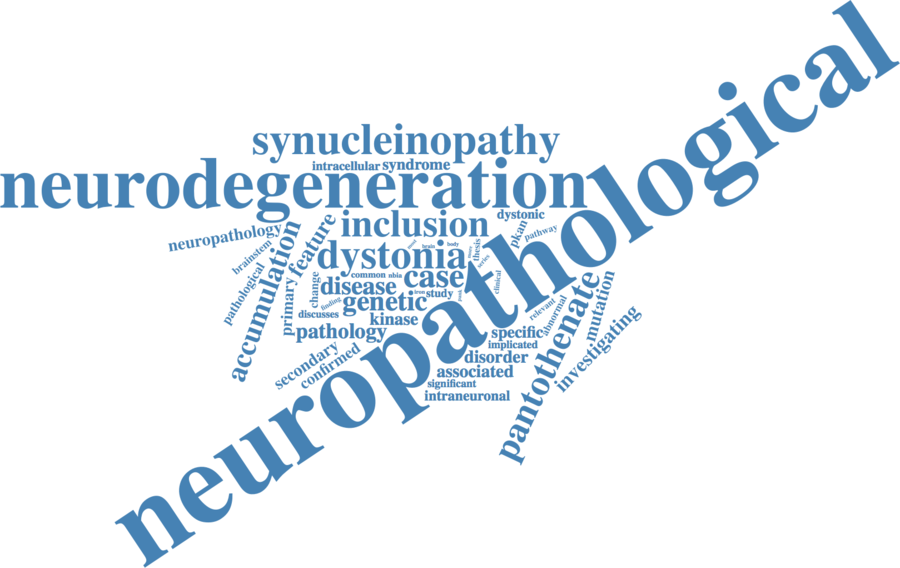 neuropathological
synucleinopathy
intracellular
syndrome
neurodegeneration
dystonic
inclusion
neuropathology
feature
pkan
pathway
thesis
brainstem
accumulation
dystonia
brain
body
series
pathological
primary
change
common
nbia
case
clinical
disease
finding
genetic
study
discusses
kinase
pathology
relevant
abnormal
mutation
pantothenate
specific
implicated
investigating
secondary
confirmed
disorder
associated
significant
intraneuronal